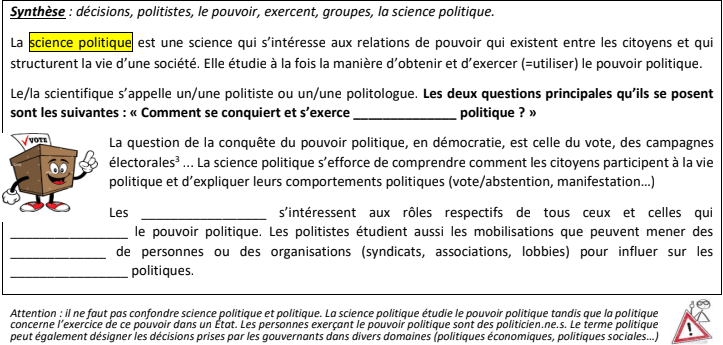 Synthèse : décisions, politistes, le pouvoir, exercent, groupes, la science politique.
La science politique est une science qui s'intéresse aux relations de pouvoir qui existent entre les citoyens et qui
structurent la vie d'une société. Elle étudie à la fois la manière d'obtenir et d'exercer (=utiliser) le pouvoir politique.
Le/la scientifique s'appelle un/une politiste ou un/une politologue. Les deux questions principales qu'ils se posent
sont les suivantes : « Comment se conquiert et s'exerce ______________ politique ? »
VOTE
La question de la conquête du pouvoir politique, en démocratie, est celle du vote, des campagnes
électorales³ ... La science politique s'efforce de comprendre comment les citoyens participent à la vie
politique et d'expliquer leurs comportements politiques (vote/abstention, manifestation...)
Les _________________ s'intéressent aux rôles respectifs de tous ceux et celles qui
________________ le pouvoir politique. Les politistes étudient aussi les mobilisations que peuvent mener des
_____________ de personnes ou des organisations (syndicats, associations, lobbies) pour influer sur les
________________ politiques.
Attention : il ne faut pas confondre science politique et politique. La science politique étudie le pouvoir politique tandis que la politique
concerne l'exercice de ce pouvoir dans un État. Les personnes exerçant le pouvoir politique sont des politicien.ne.s. Le terme politique
peut également désigner les décisions prises par les gouvernants dans divers domaines (politiques économiques, politiques sociales...)